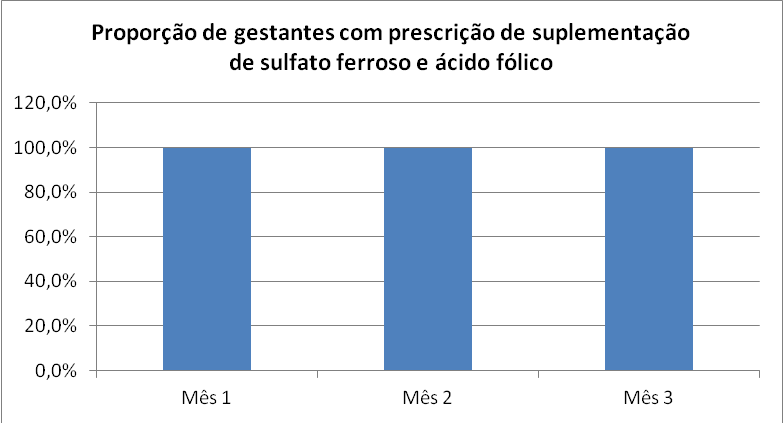 Proporção de gestantes com prescrição de suplementação
de sulfato ferroso e ácido fólico
120,0%
100,0%
80,0%
60,0%
40,0%
20,0%
0,0%
Mês 1 Mês 2 Mês 3